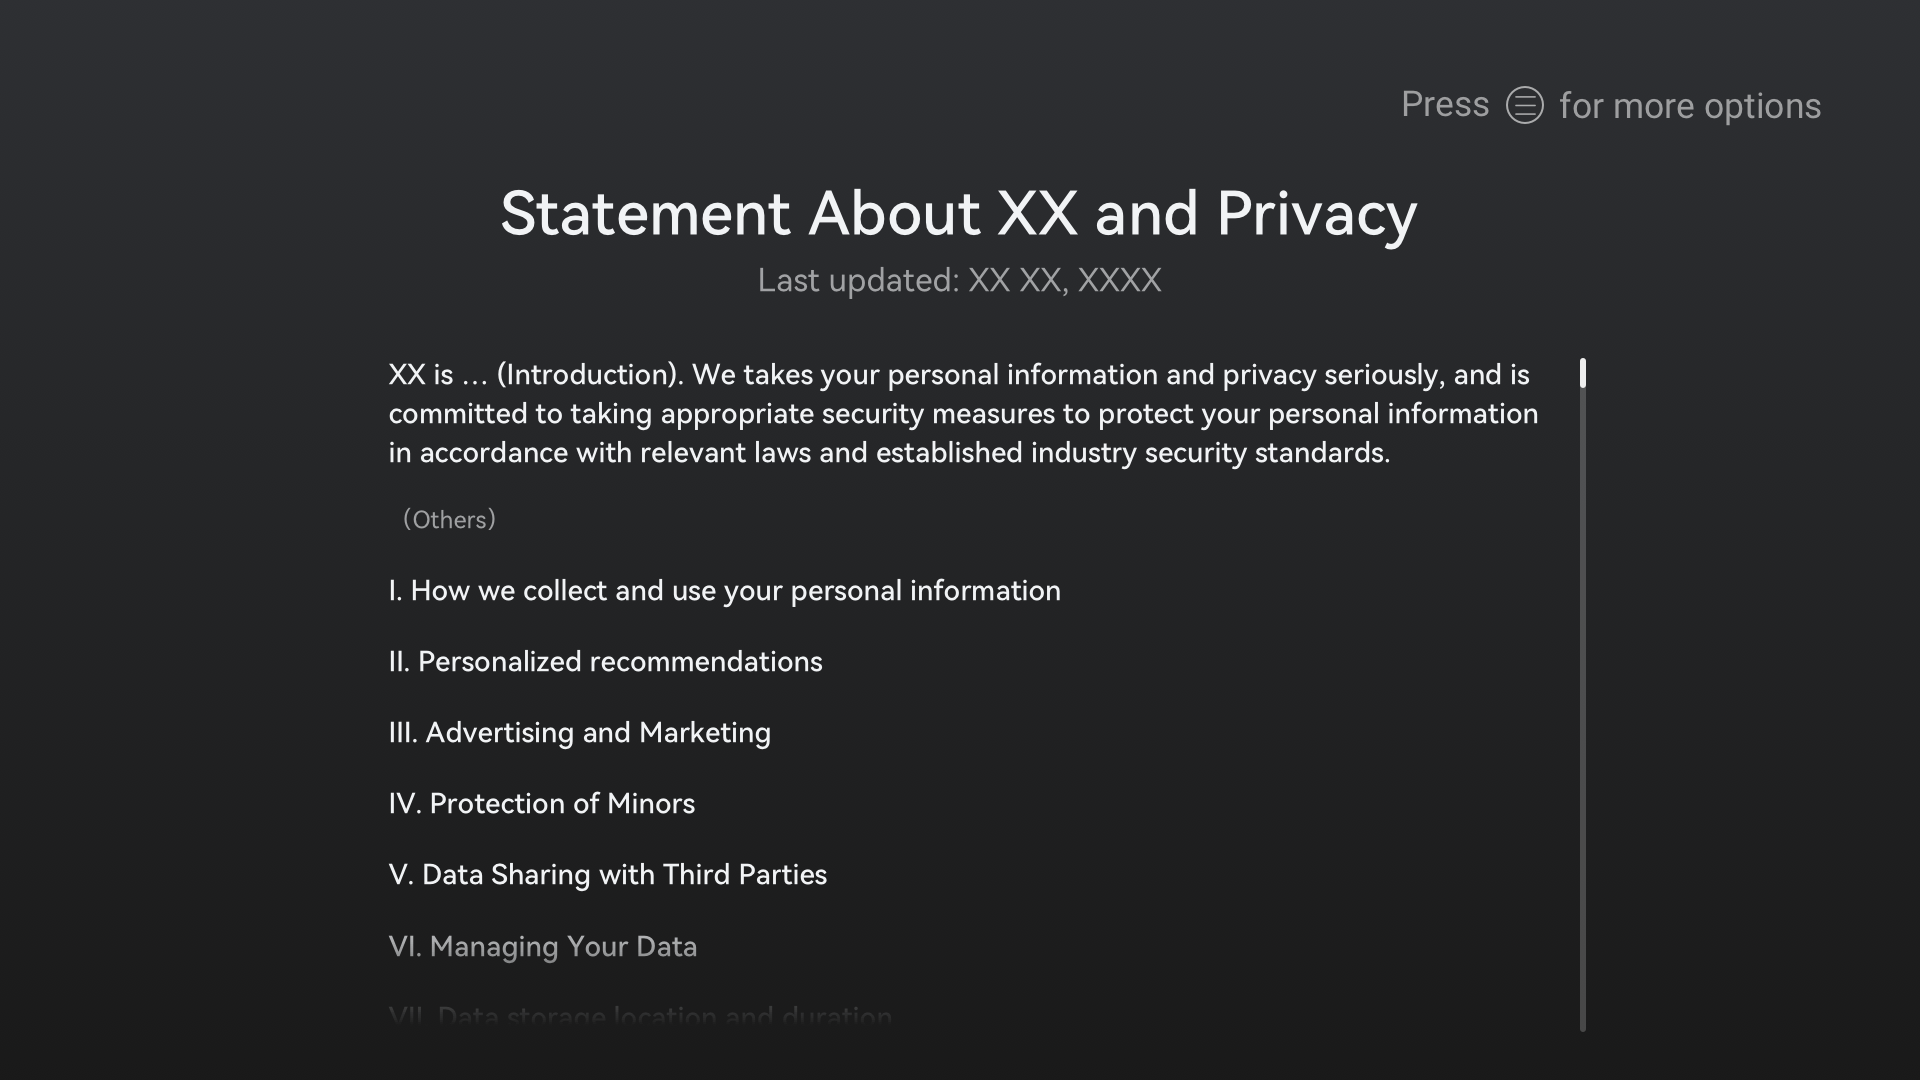 Press for more options
Statement About XX and Privacy
Last updated: XX XX, XXXX
XX is … (Introduction). We takes your personal information and privacy seriously, and is
committed to taking appropriate security measures to protect your personal information
in accordance with relevant laws and established industry security standards.
（Others）
I. How we collect and use your personal information
II. Personalized recommendations
III. Advertising and Marketing
IV. Protection of Minors
V. Data Sharing with Third Parties
VI. Managing Your Data
VII. Data storage location and duration